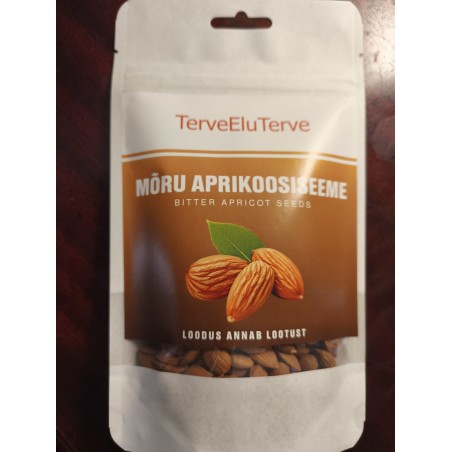 TerveEluTerve
MÕRU APRIKOOSISEEME
BITTER APRICOT SEEDS
LOODUS ANNAB LOOTUST